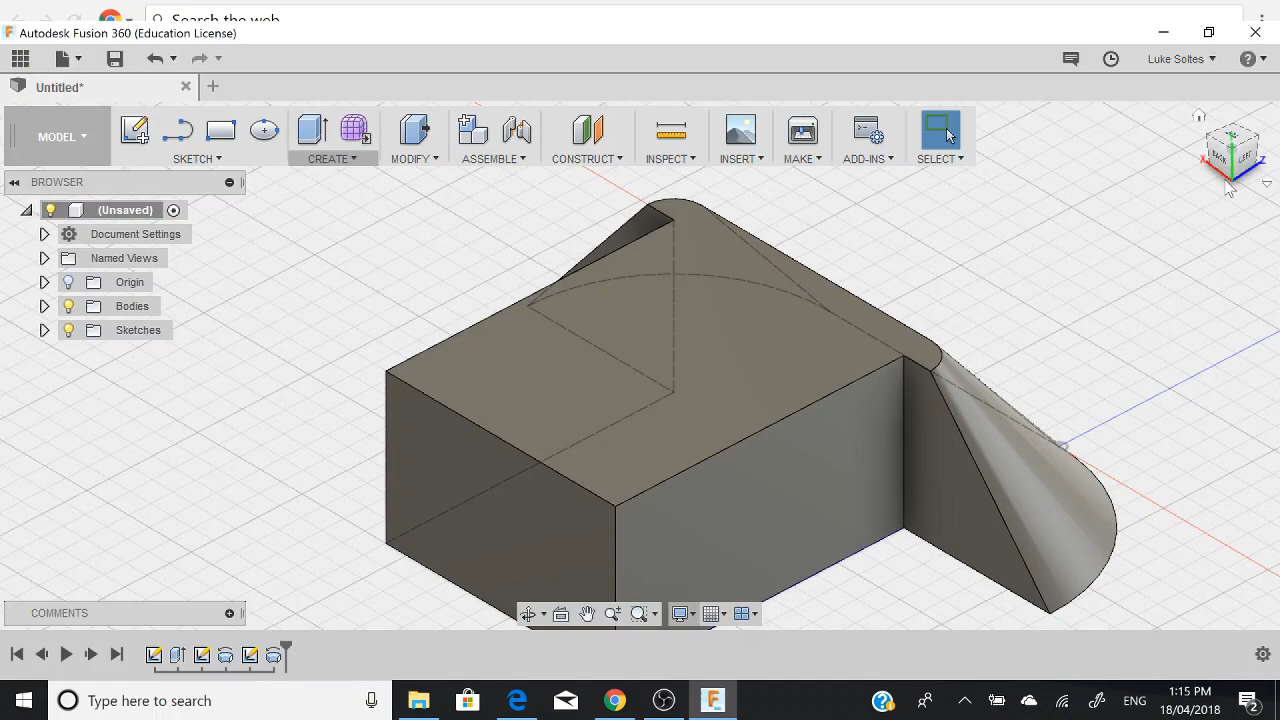 Search the web
Autodesk Fusion 360 (Education License)
Luke Soltes
Untitled*
MODEL
SKETCH
CREATE
MODIFY
ASSEMBLE
CONSTRUCT
INSPECT
INSERT
MAKE
ADD-INS
SELECT
BACK
LEFT
X
Z
BROWSER
(Unsaved)
Document Settings
Named Views
Origin
Bodies
Sketches
COMMENTS
Type here to search
ENG
1:15 PM
18/04/2018
2